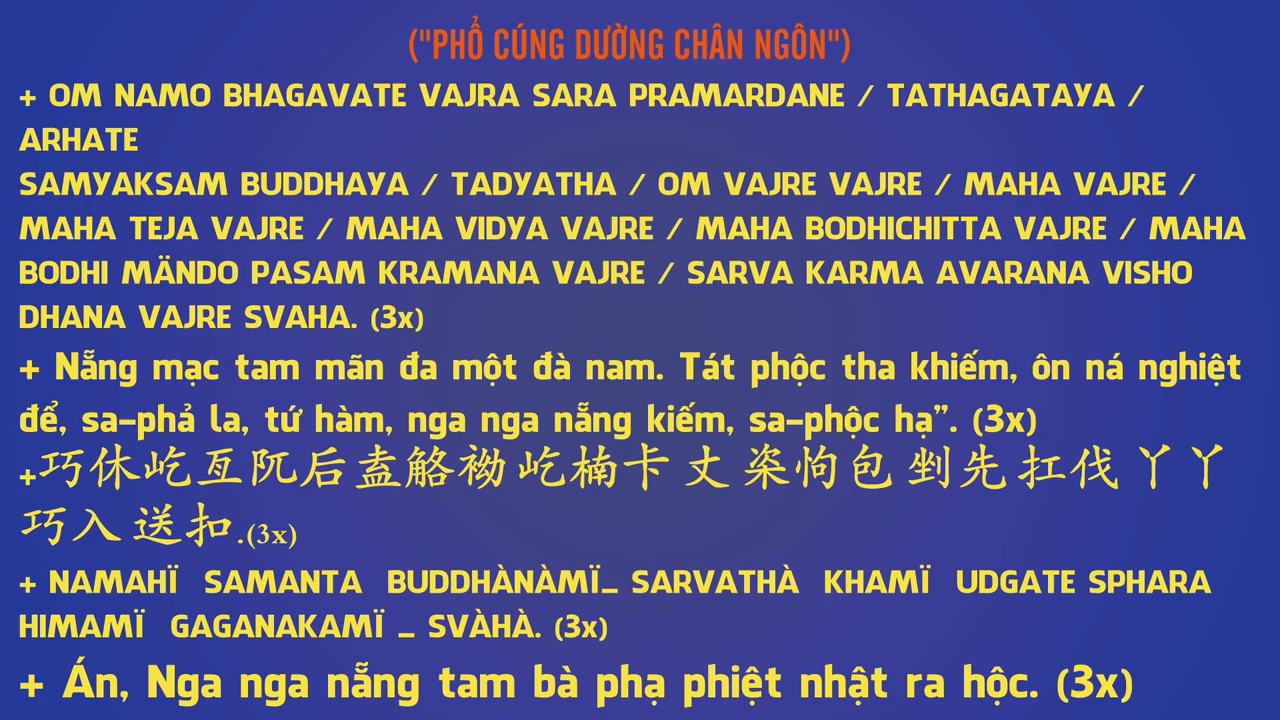 ("PHỔ CÚNG DƯỜNG CHÂN NGÔN")
+ OM NAMO BHAGAVATE VAJRA SARA PRAMARDANE / TATHAGATAYA /
ARHATE
SAMYAKSAM BUDDHAYA / TADYATHA / OM VAJRE VAJRE / MAHA VAJRE /
MAHA TEJA VAJRE / MAHA VIDYA VAJRE / MAHA BODHICHITTA VAJRE / MAHA
BODHI MÄNDO PASAM KRAMANA VAJRE / SARVA KARMA AVARANA VISHO
DHANA VAJRE SVAHA. (3x)
+ Nẵng mạc tam mãn đa một đà nam. Tát phộc tha khiếm, ôn ná nghiệt
để, sa-phả la, tứ hàm, nga nga nẵng kiếm, sa-phộc hạ”. (3x)
+巧休屹亙阢后盍觡袎 屹楠卡 丈 楶怐包 剉先 扛伐 丫丫
巧入 送扣.(3x)
+ NAMAHÏ SAMANTA BUDDHÀNÀMÏ_ SARVATHÀ KHAMÏ UDGATE SPHARA
HIMAMÏ GAGANAKAMÏ _ SVÀHÀ. (3x)
+ Án, Nga nga nẵng tam bà phạ phiệt nhật ra hộc. (3x)